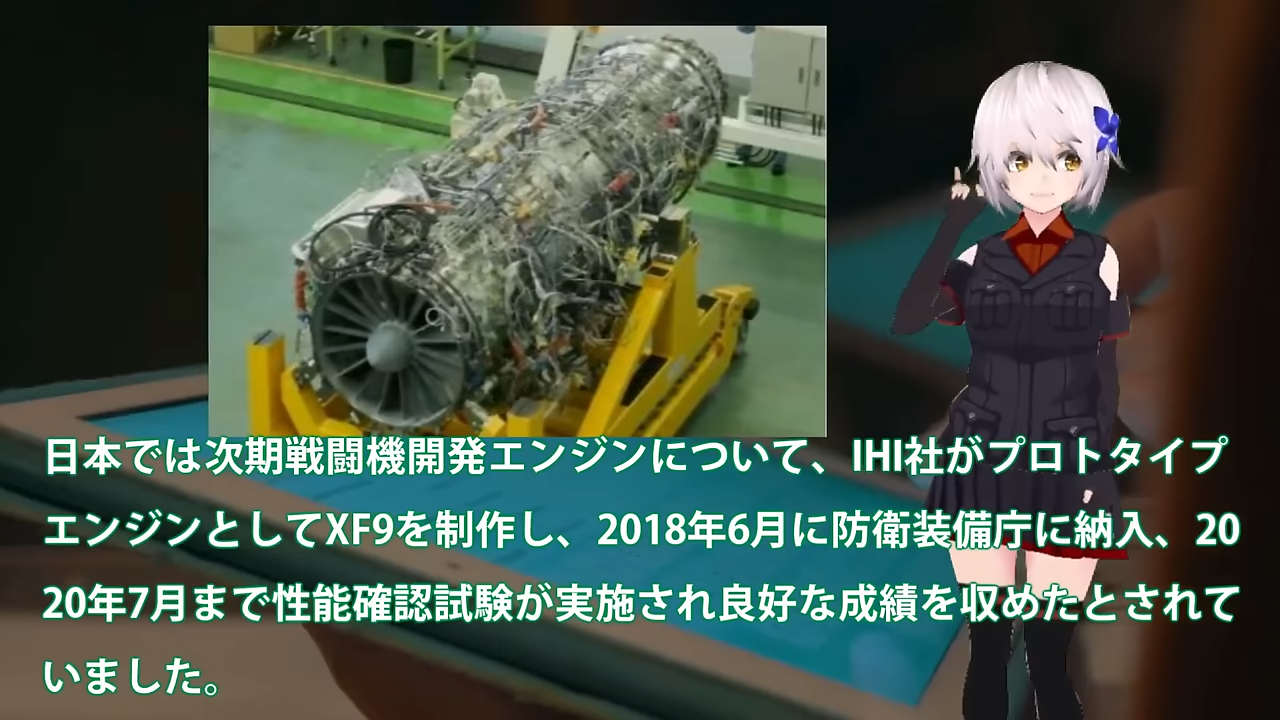 日本では次期戦闘機開発エンジンについて、IHI社がプロトタイプ
エンジンとしてXF9を制作し、2018年6月に防衛装備庁に納入、20
20年7月まで性能確認試験が実施され良好な成績を収めたとされて
いました。